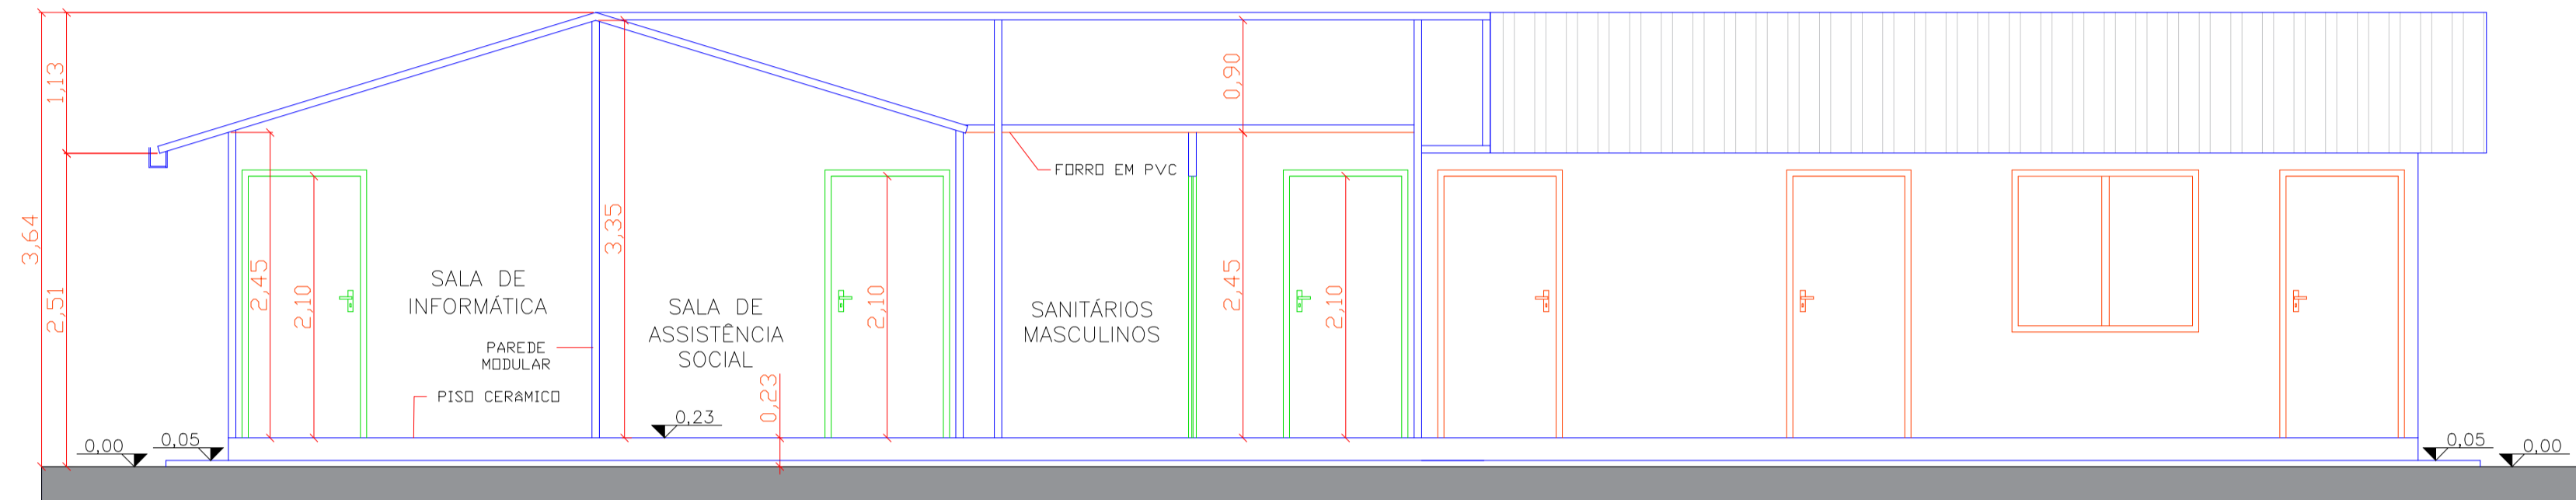 1,13
0,90
FORRO EM PVC
3,64
3,35
2,45
SALA DE
INFORMÁTICA
2,10
2,51
SALA DE
ASSISTÊNCIA
SOCIAL
2,10
SANITÁRIOS
MASCULINOS
2,45
2,10
PAREDE
MODULAR
PISO CERÂMICO
0,23
0,23
0,00
0,05
0,05
0,00